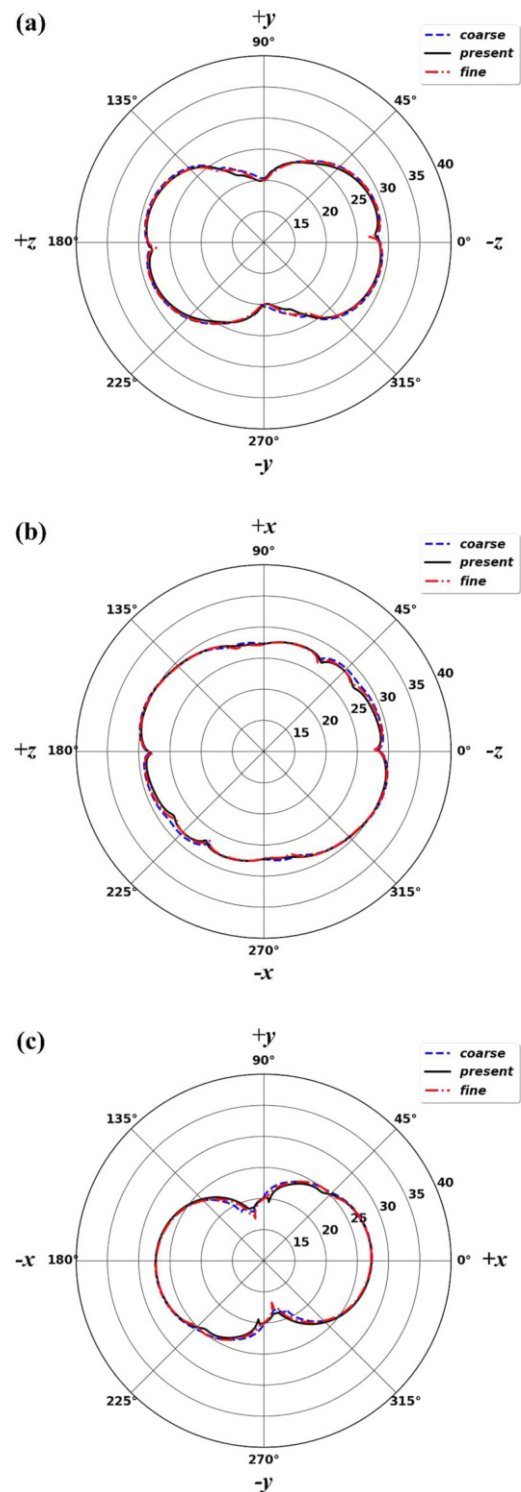 (a)
+y
90°
coarse
present
fine
135°
45°
40
35
30
25
20
15
+z 180°
0° -z
225°
315°
270°
-y
(b)
+x
90°
coarse
present
fine
135°
45°
40
35
30
25
20
15
+z 180°
0° -z
225°
315°
270°
-x
(c)
+y
90°
coarse
present
fine
135°
45°
40
35
30
25
20
15
-x 180°
0° +x
225°
315°
270°
-y